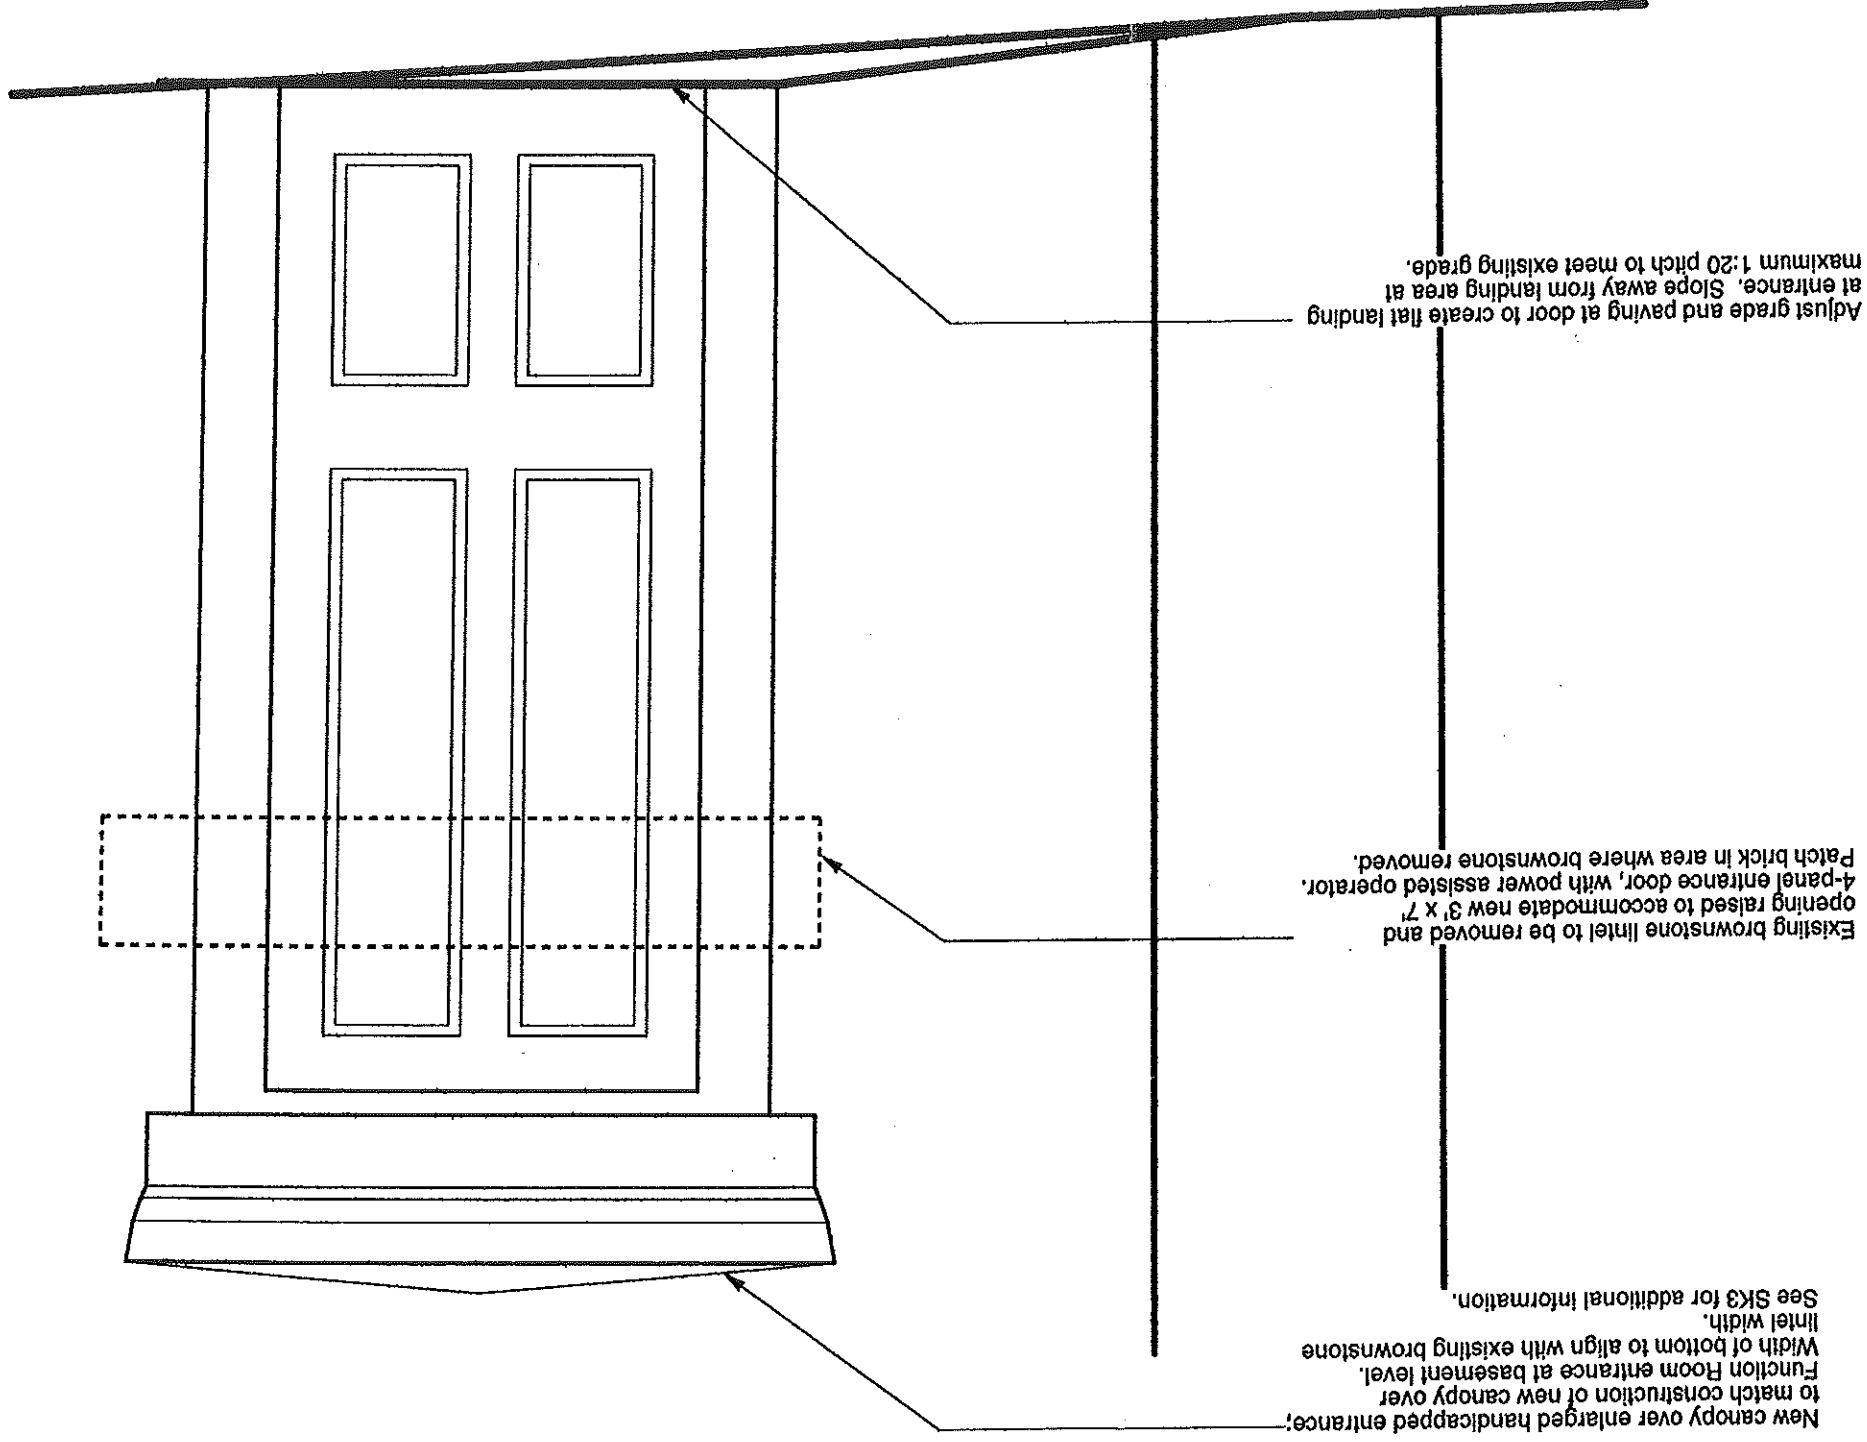 New canopy over enlarged handicapped entrance;
to match construction of new canopy over
Function Room entrance at basement level.
Width of bottom to align with existing brownstone
lintel width.
See SK3 for additional information.
Existing brownstone lintel to be removed and
opening raised to accommodate new 3' x 7'
4-panel entrance door, with power assisted operator.
Patch brick in area where brownstone removed.
Adjust grade and paving at door to create flat landing
at entrance. Slope away from landing area at
maximum 1:20 pitch to meet existing grade.